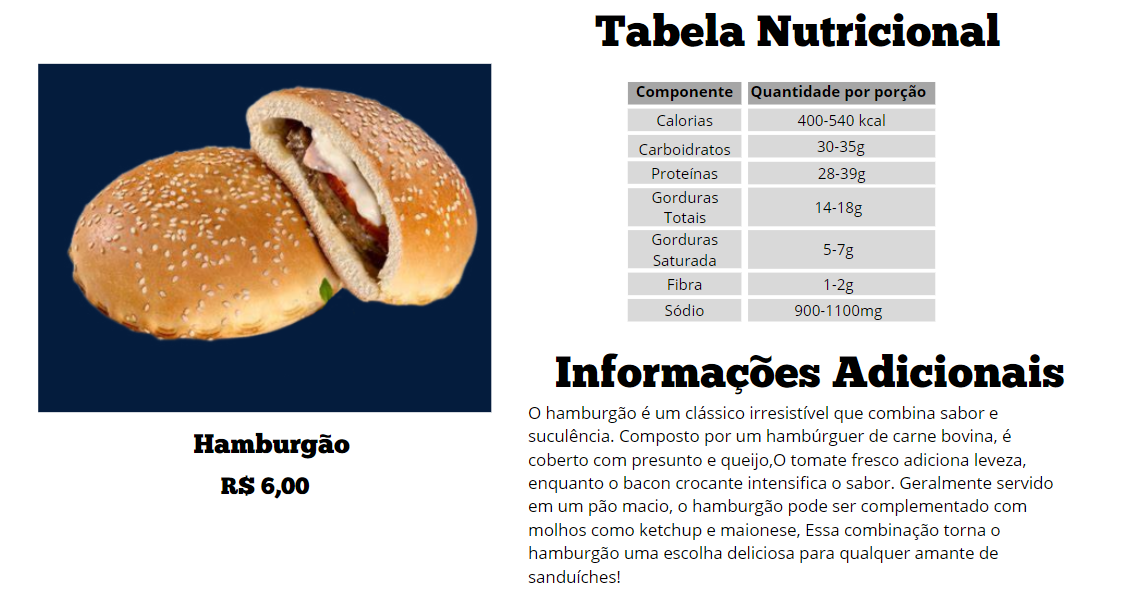 Hamburgão
R$ 6,00
Tabela Nutricional
Componente Quantidade por porção
Calorias 400-540 kcal
Carboidratos 30-35g
Proteínas 28-39g
Gorduras
Totais 14-18g
Gorduras
Saturada 5-7g
Fibra 1-2g
Sódio 900-1100mg
Informações Adicionais
O hamburgão é um clássico irresistível que combina sabor e
suculência. Composto por um hambúrguer de carne bovina, é
coberto com presunto e queijo,O tomate fresco adiciona leveza,
enquanto o bacon crocante intensifica o sabor. Geralmente servido
em um pão macio, o hamburgão pode ser complementado com
molhos como ketchup e maionese, Essa combinação torna o
hamburgão uma escolha deliciosa para qualquer amante de
sanduíches!